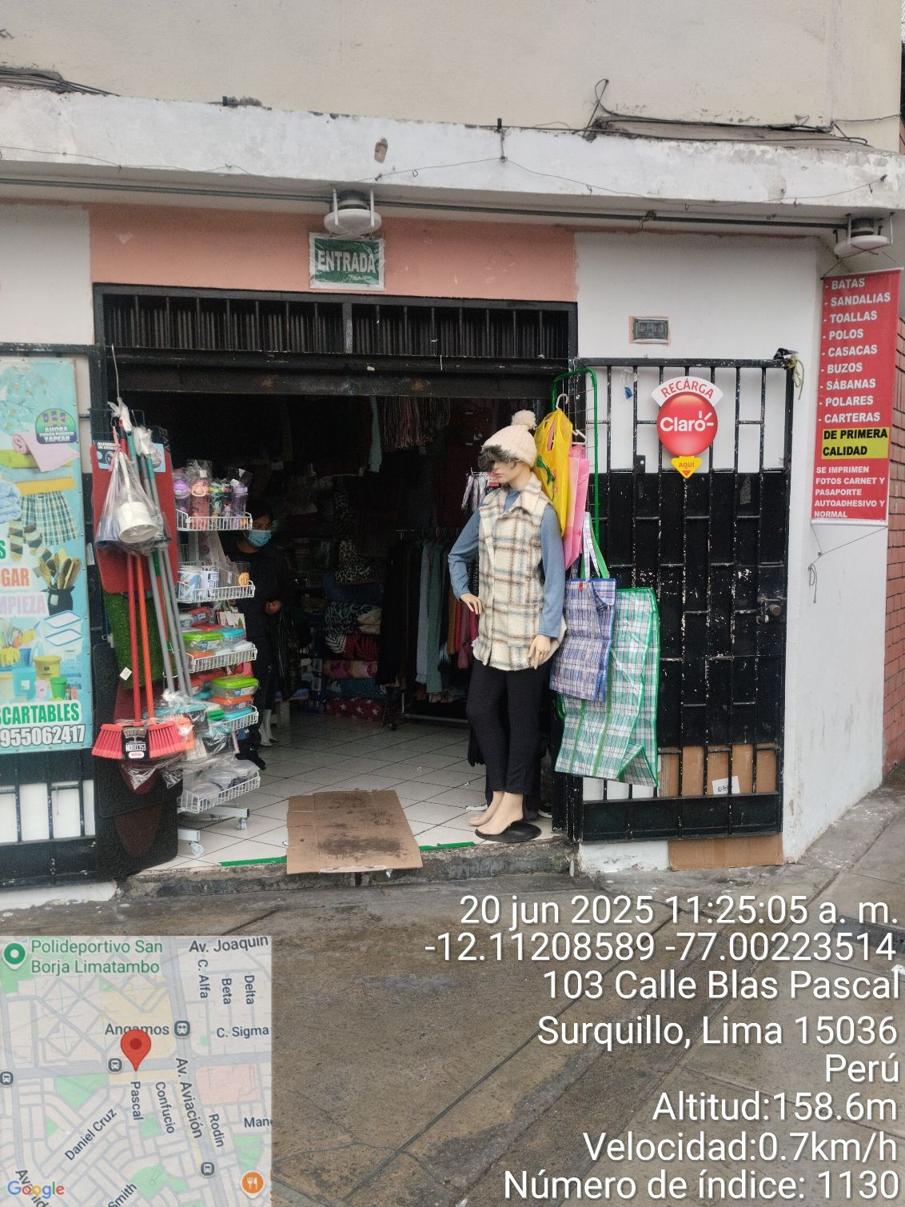 ENTRADA
- BATAS
- SANDALIAS
- TOALLAS
- POLOS
- CASACAS
- BUZOS
- SÁBANAS
- POLARES
- CARTERAS
DE PRIMERA
CALIDAD
SE IMPRIMEN
FOTOS CARNET Y
PASAPORTE
AUTOADHESIVO Y
NORMAL
RECÁRGA
Claro
AQUÍ
AHORA
YAPEAR
S
GAR
MPIEZA
SCARTABLES
955062417
20 jun 2025 11:25:05 a. m.
-12.11208589 -77.00223514
103 Calle Blas Pascal
Surquillo, Lima 15036
Perú
Altitud:158.6m
Velocidad:0.7km/h
Número de índice: 1130
Polideportivo San
Borja Limatambo
Av. Joaquín
C. Alfa
Beta
Delta
Angamos
C. Sigma
Pascal
Confucio
Av. Aviación
Rodin
Daniel Cruz
Smith
Google